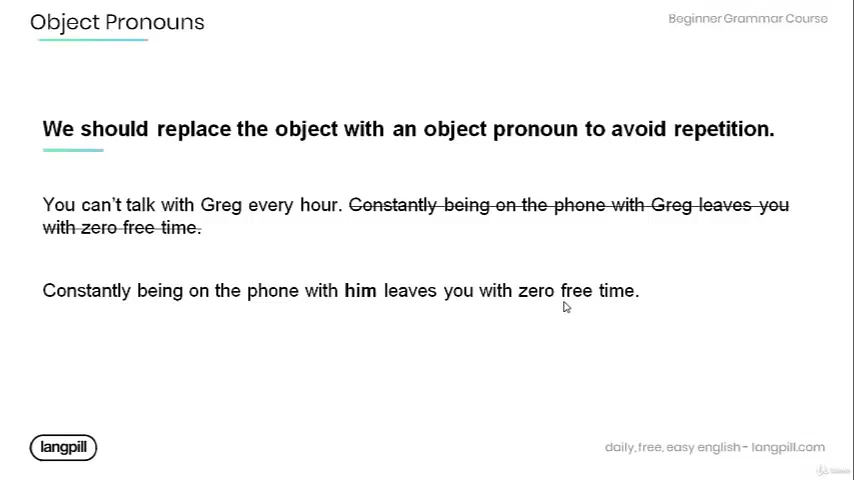 Object Pronouns
Beginner Grammar Course
We should replace the object with an object pronoun to avoid repetition.
You can't talk with Greg every hour. Constantly being on the phone with Greg leaves you
with zero free time.
Constantly being on the phone with him leaves you with zero free time.
langpill
daily, free, easy english - langpill.com